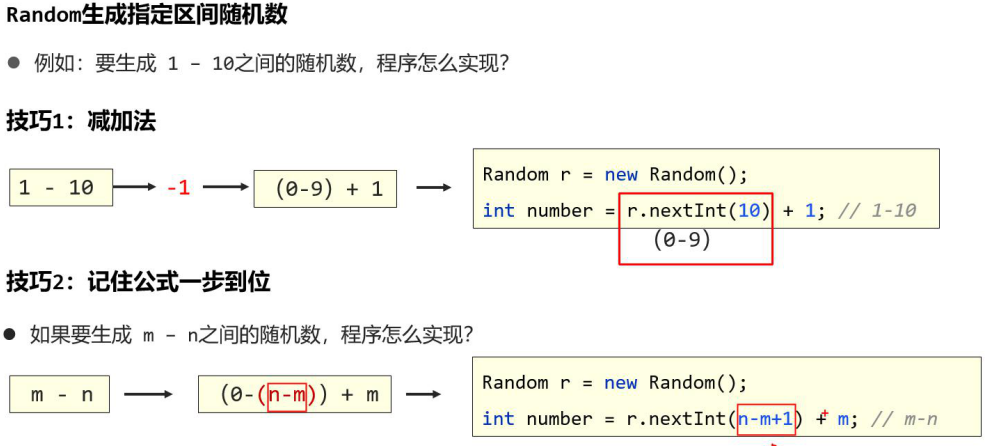 Random生成指定区间随机数
● 例如：要生成 1 – 10之间的随机数，程序怎么实现？
技巧1：减加法
1 - 10
-1
(0-9) + 1
Random r = new Random();
int number = r.nextInt(10) + 1; // 1-10
(0-9)
技巧2：记住公式一步到位
● 如果要生成 m – n之间的随机数，程序怎么实现？
m - n
(0-(n-m)) + m
Random r = new Random();
int number = r.nextInt(n-m+1) + m; // m-n